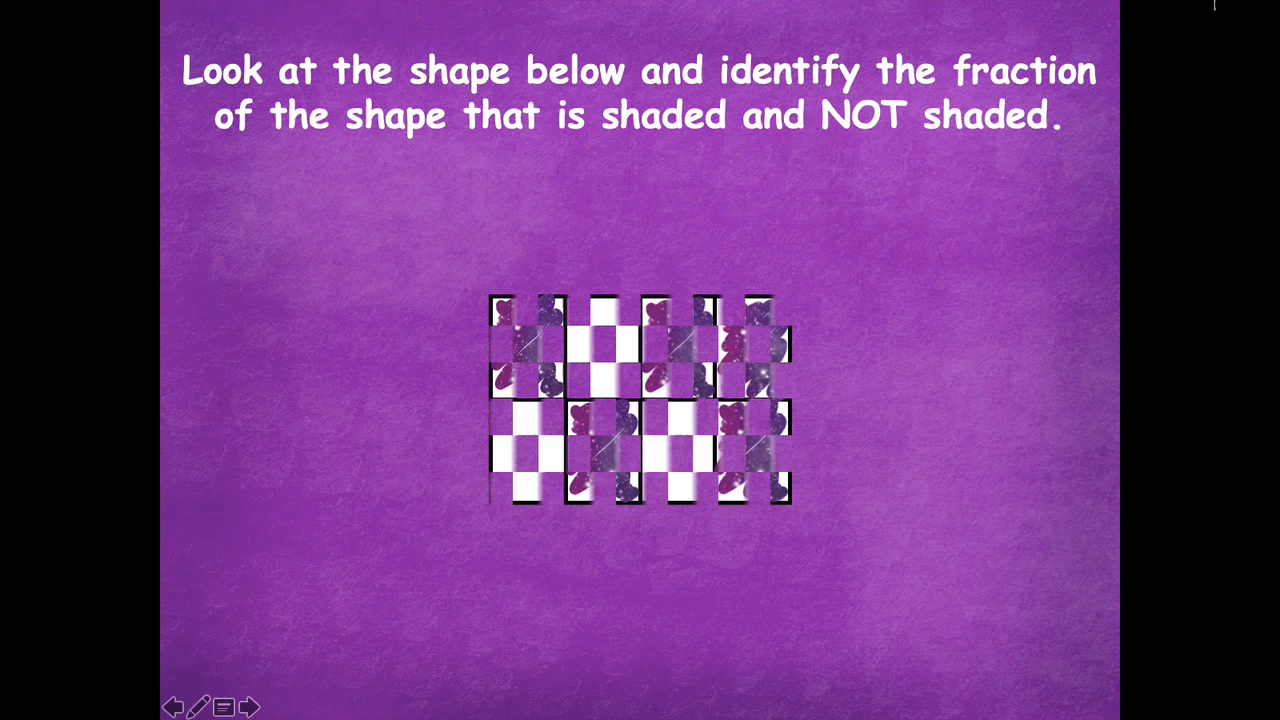 Look at the shape below and identify the fraction
of the shape that is shaded and NOT shaded.